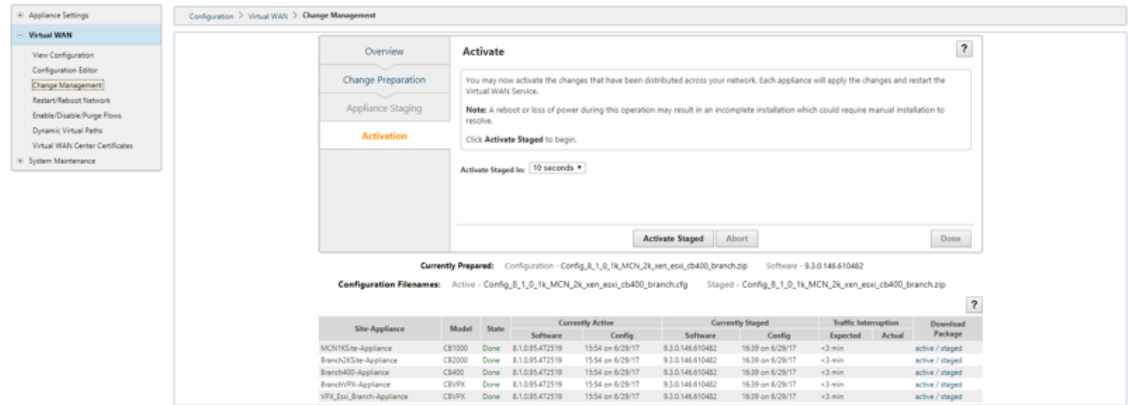 Appliance Settings
Virtual WAN
View Configuration
Configuration Editor
Change Management
Restart/Reboot Network
Enable/Disable/Purge Flows
Dynamic Virtual Paths
Virtual WAN Center Certificates
System Maintenance
Configuration > Virtual WAN > Change Management
Overview
Change Preparation
Appliance Staging
Activation
Activate
?
You may now activate the changes that have been distributed across your network. Each appliance will apply the changes and restart the
Virtual WAN Service.
Note: A reboot or loss of power during this operation may result in an incomplete installation which could require manual installation to
resolve.
Click Activate Staged to begin.
Activate Staged In: 10 seconds
Activate Staged Abort Done
Currently Prepared: Configuration - Config_8_1_0_1k_MCN_2k_xen_esxi_cb400_branch.zip Software - 9.3.0.146.610482
Configuration Filenames: Active - Config_8_1_0_1k_MCN_2k_xen_esxi_cb400_branch.cfg Staged - Config_8_1_0_1k_MCN_2k_xen_esxi_cb400_branch.zip
?
Site-Appliance Model State Currently Active Currently Staged Traffic Interruption Download Package
Software Config Software Config Expected Actual
MCN1KSite-Appliance CB1000 Done 8.1.0.95.472519 15:54 on 6/29/17 9.3.0.146.610482 16:39 on 6/29/17 <3 min active / staged
Branch2KSite-Appliance CB2000 Done 8.1.0.95.472519 15:54 on 6/29/17 9.3.0.146.610482 16:39 on 6/29/17 <3 min active / staged
Branch400-Appliance CB400 Done 8.1.0.95.472519 15:54 on 6/29/17 9.3.0.146.610482 16:39 on 6/29/17 <3 min active / staged
BranchVPX-Appliance CBVPX Done 8.1.0.95.472519 15:54 on 6/29/17 9.3.0.146.610482 16:39 on 6/29/17 <3 min active / staged
VPX_Esxi_Branch-Appliance CBVPX Done 8.1.0.95.472519 15:54 on 6/29/17 9.3.0.146.610482 16:39 on 6/29/17 <3 min active / staged